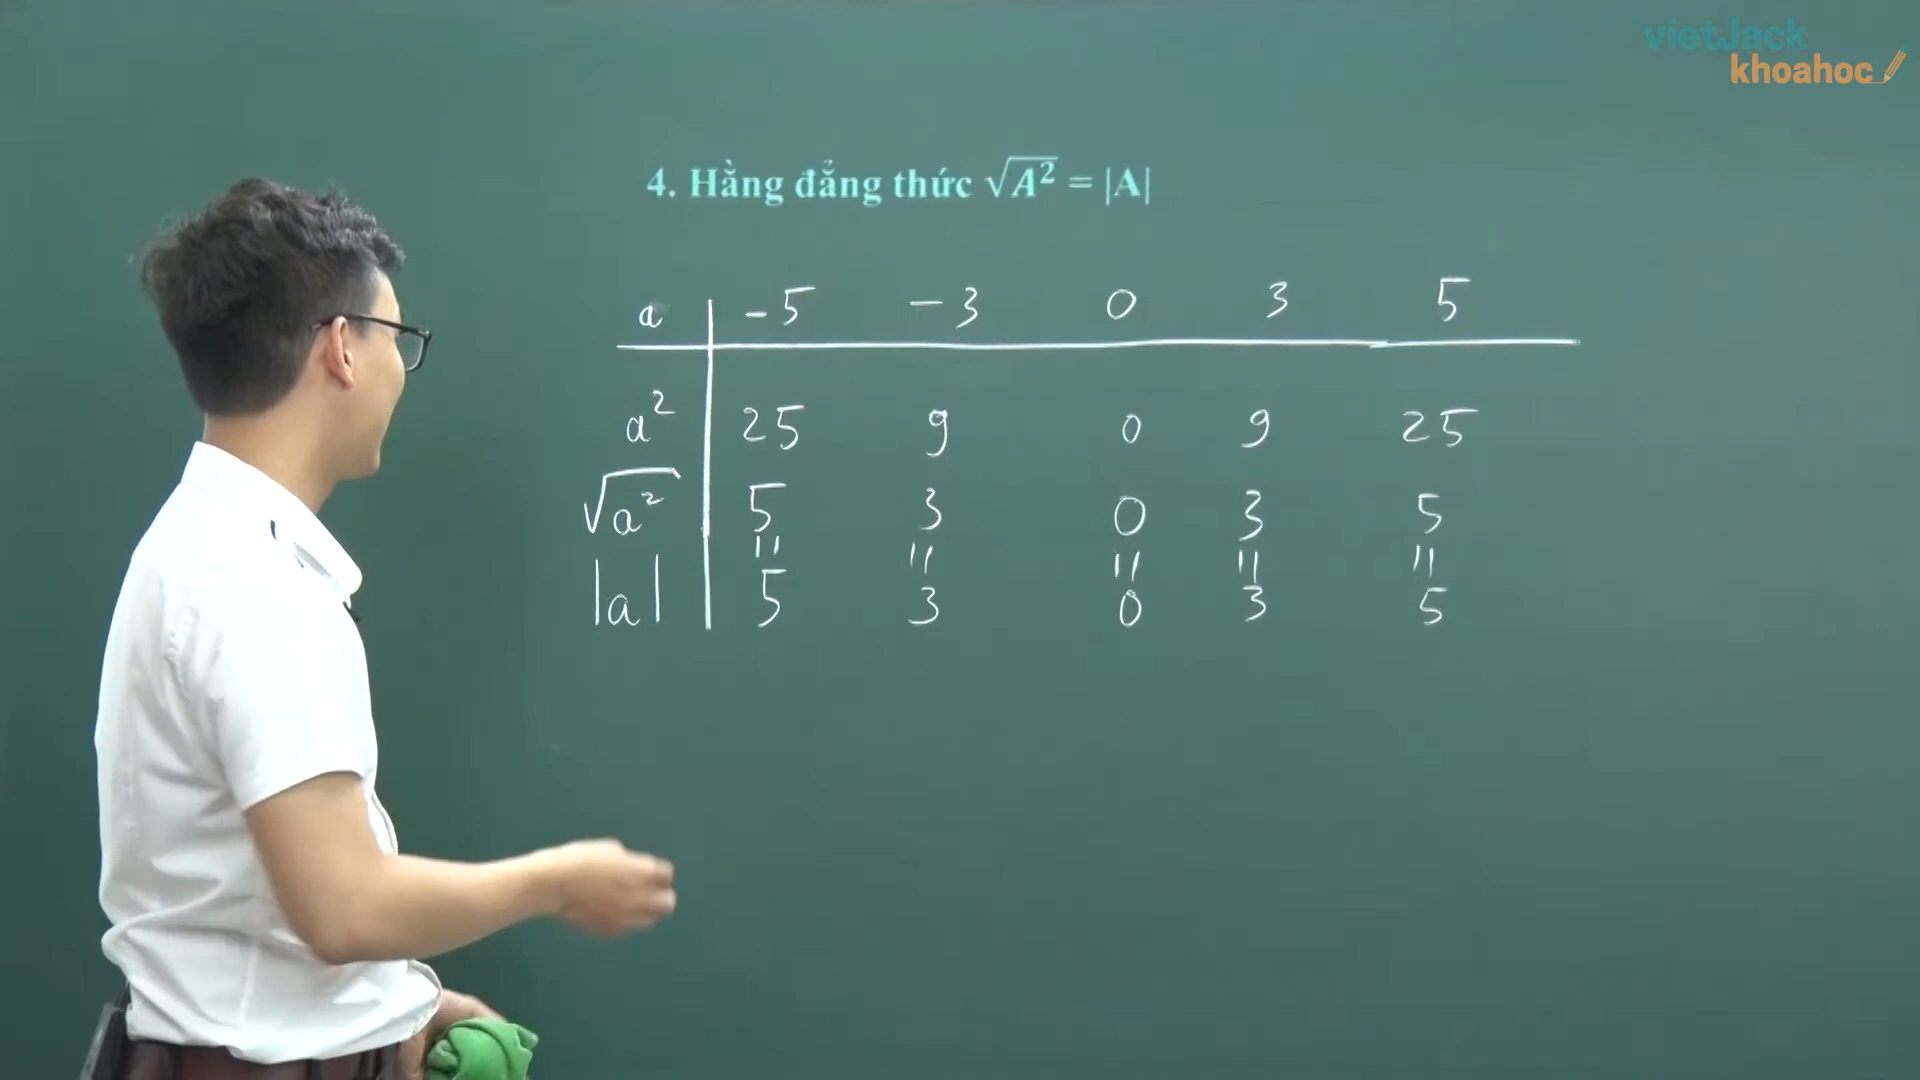 vietJack
khoahoc
4. Hằng đẳng thức √A² = |A|
a -5 -3 0 3 5
a² 25 9 0 9 25
√a² 5 3 0 3 5
= = = = =
|a| 5 3 0 3 5